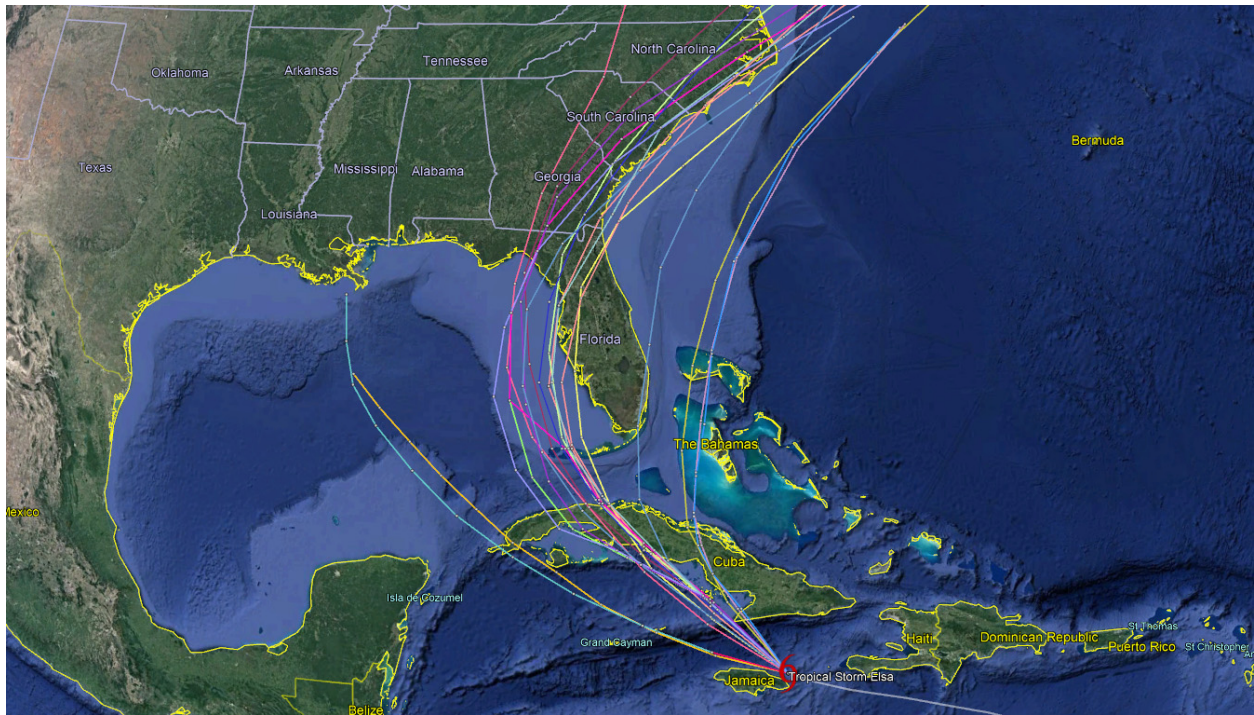 Oklahoma
Arkansas
Tennessee
North Carolina
South Carolina
Texas
Mississippi
Alabama
Georgia
Bermuda
Louisiana
Florida
The Bahamas
Mexico
Cuba
Isla de Cozumel
Grand Cayman
Haiti
Dominican Republic
St Thomas
Puerto Rico
St Christopher
Jamaica
Tropical Storm Elsa
Belize